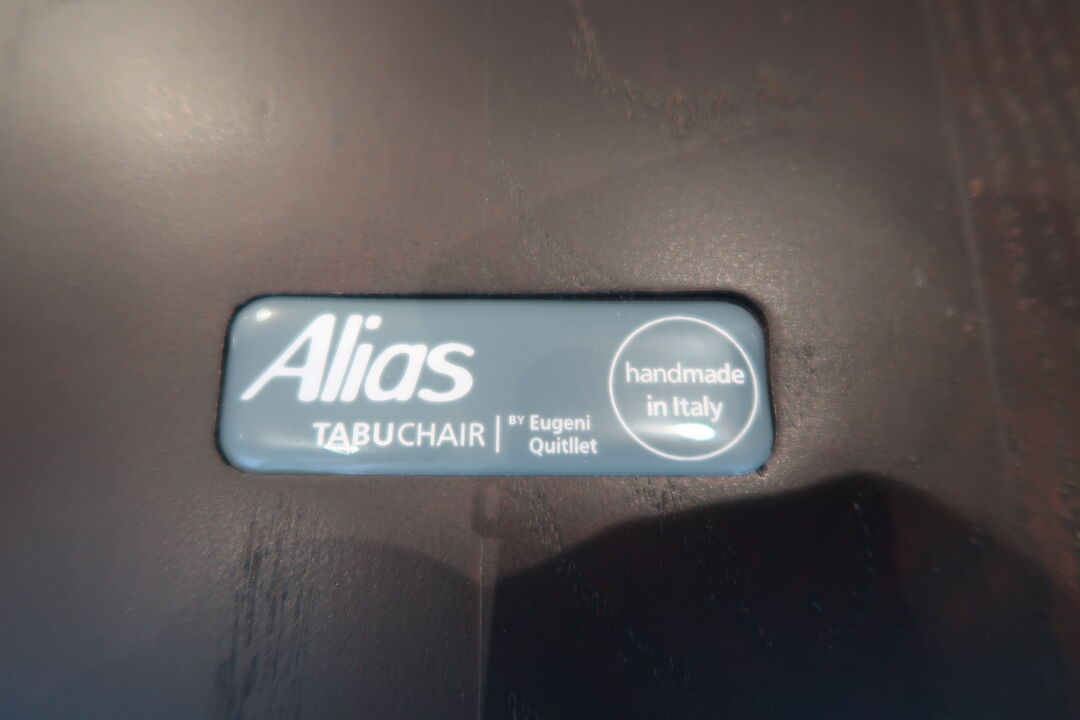 Alias
TABUCHAIR | BY Eugeni
Quitllet
handmade
in Italy